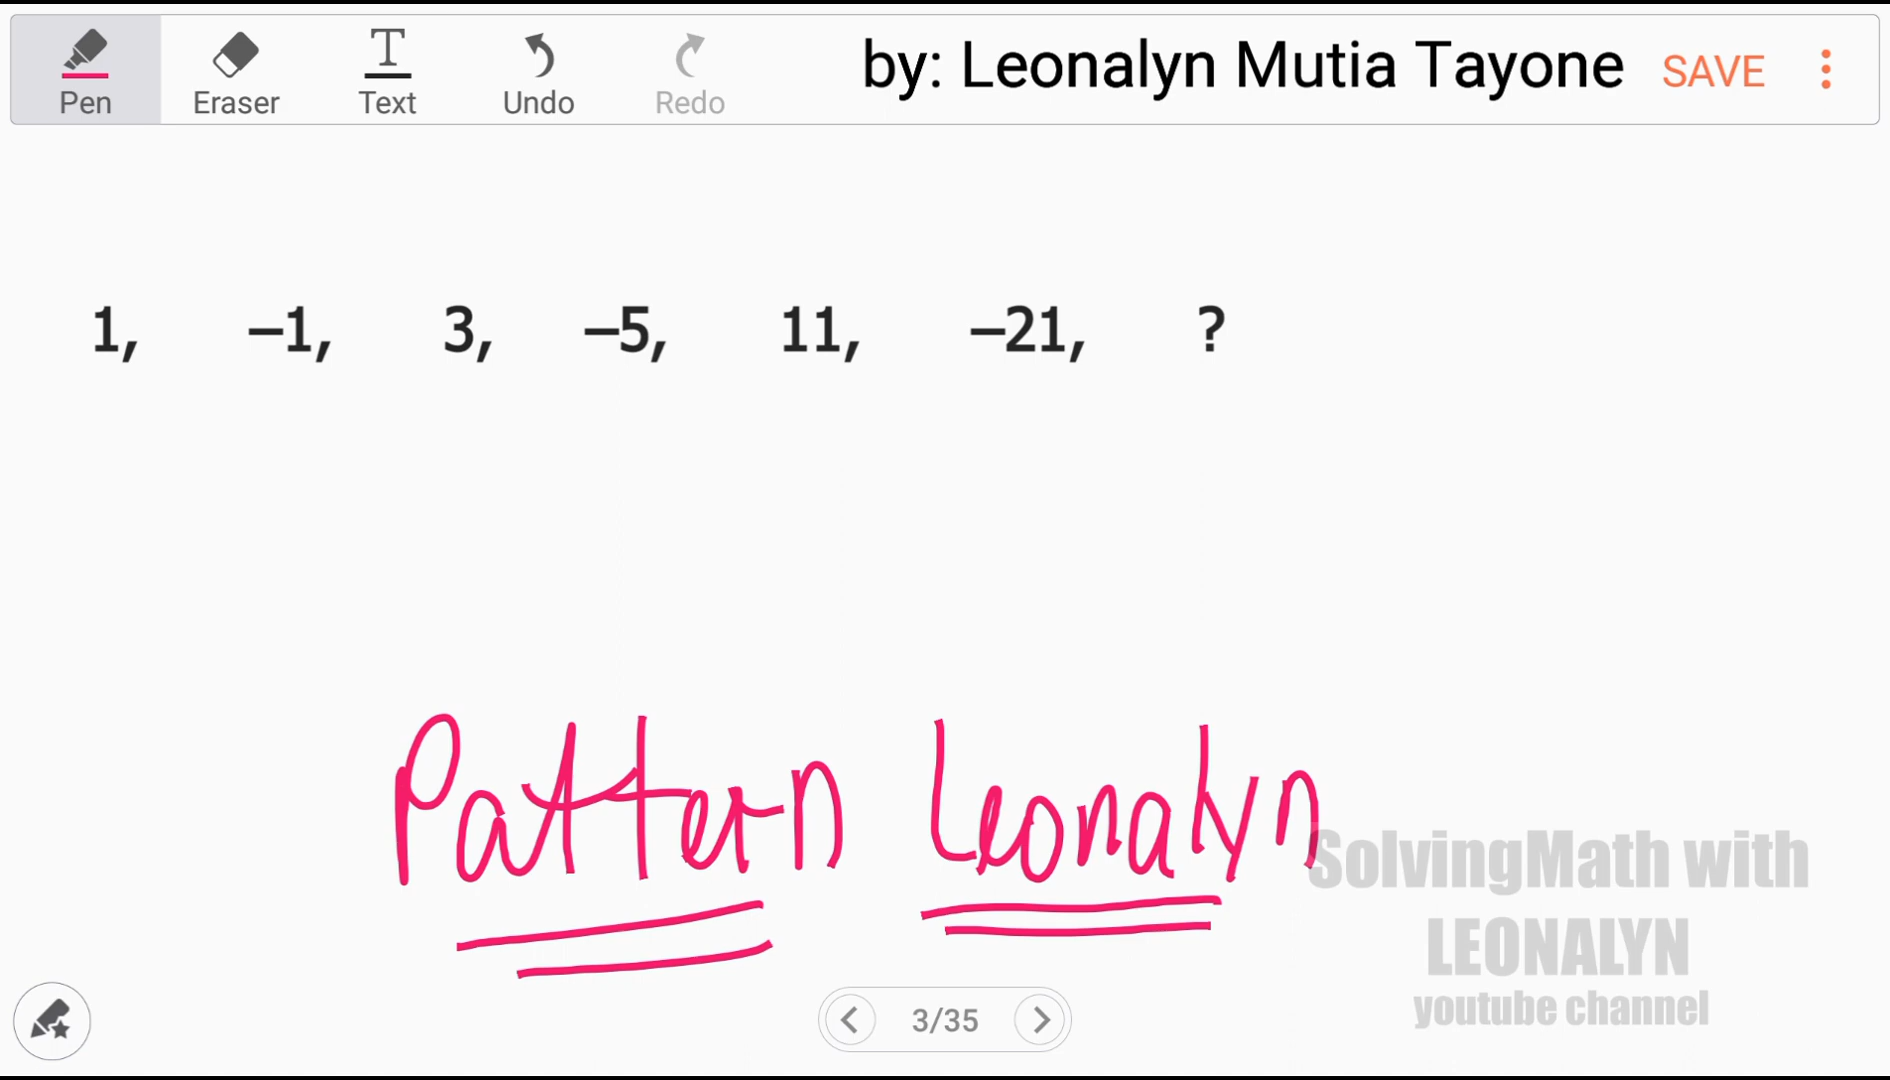 Pen Eraser Text Undo Redo by: Leonalyn Mutia Tayone SAVE
1, –1, 3, –5, 11, –21, ?
Pattern Leonalyn
SolvingMath with
LEONALYN
youtube channel
3/35